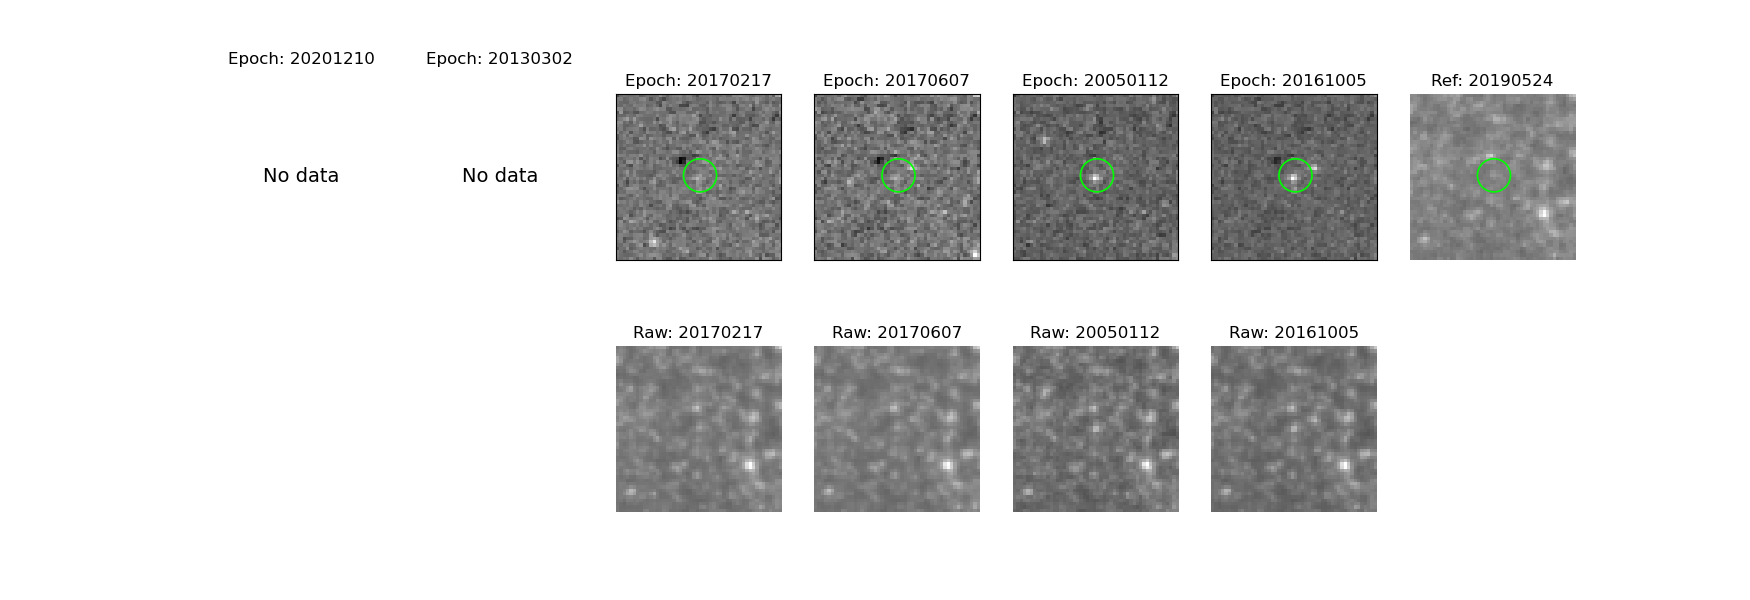 Epoch: 20201210
Epoch: 20130302
Epoch: 20170217
Epoch: 20170607
Epoch: 20050112
Epoch: 20161005
Ref: 20190524
No data
No data
Raw: 20170217
Raw: 20170607
Raw: 20050112
Raw: 20161005